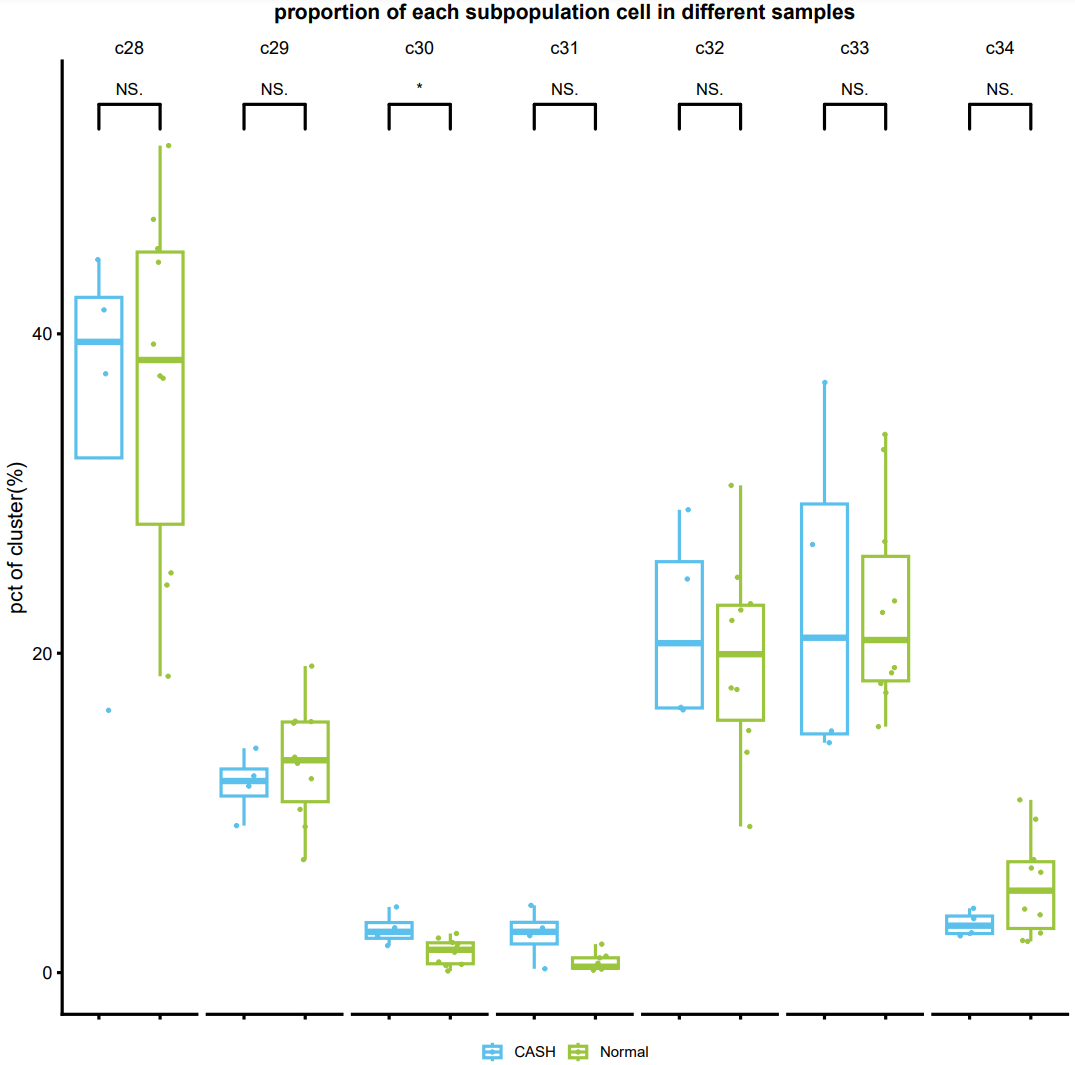 proportion of each subpopulation cell in different samples
c28 c29 c30 c31 c32 c33 c34
NS. NS. * NS. NS. NS. NS.
40
20
0
pct of cluster(%)
CASH Normal